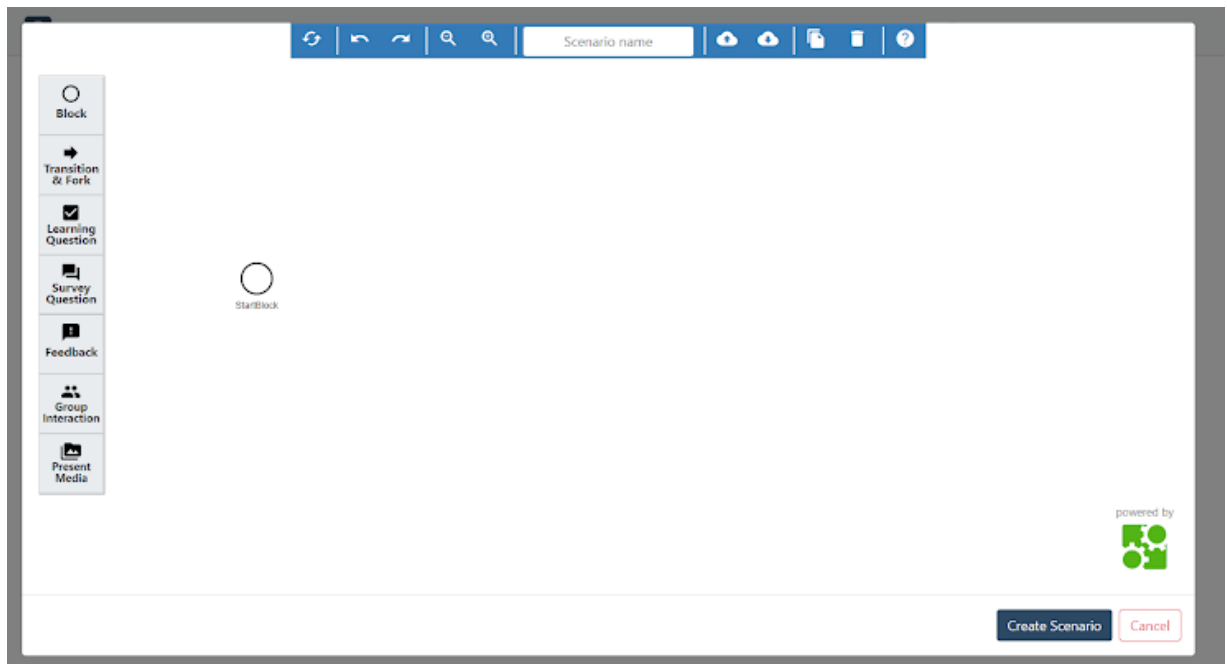 Scenario name
Block
Transition
& Fork
Learning
Question
Survey
Question
StartBlock
Feedback
Group
Interaction
Present
Media
powered by
Create Scenario
Cancel